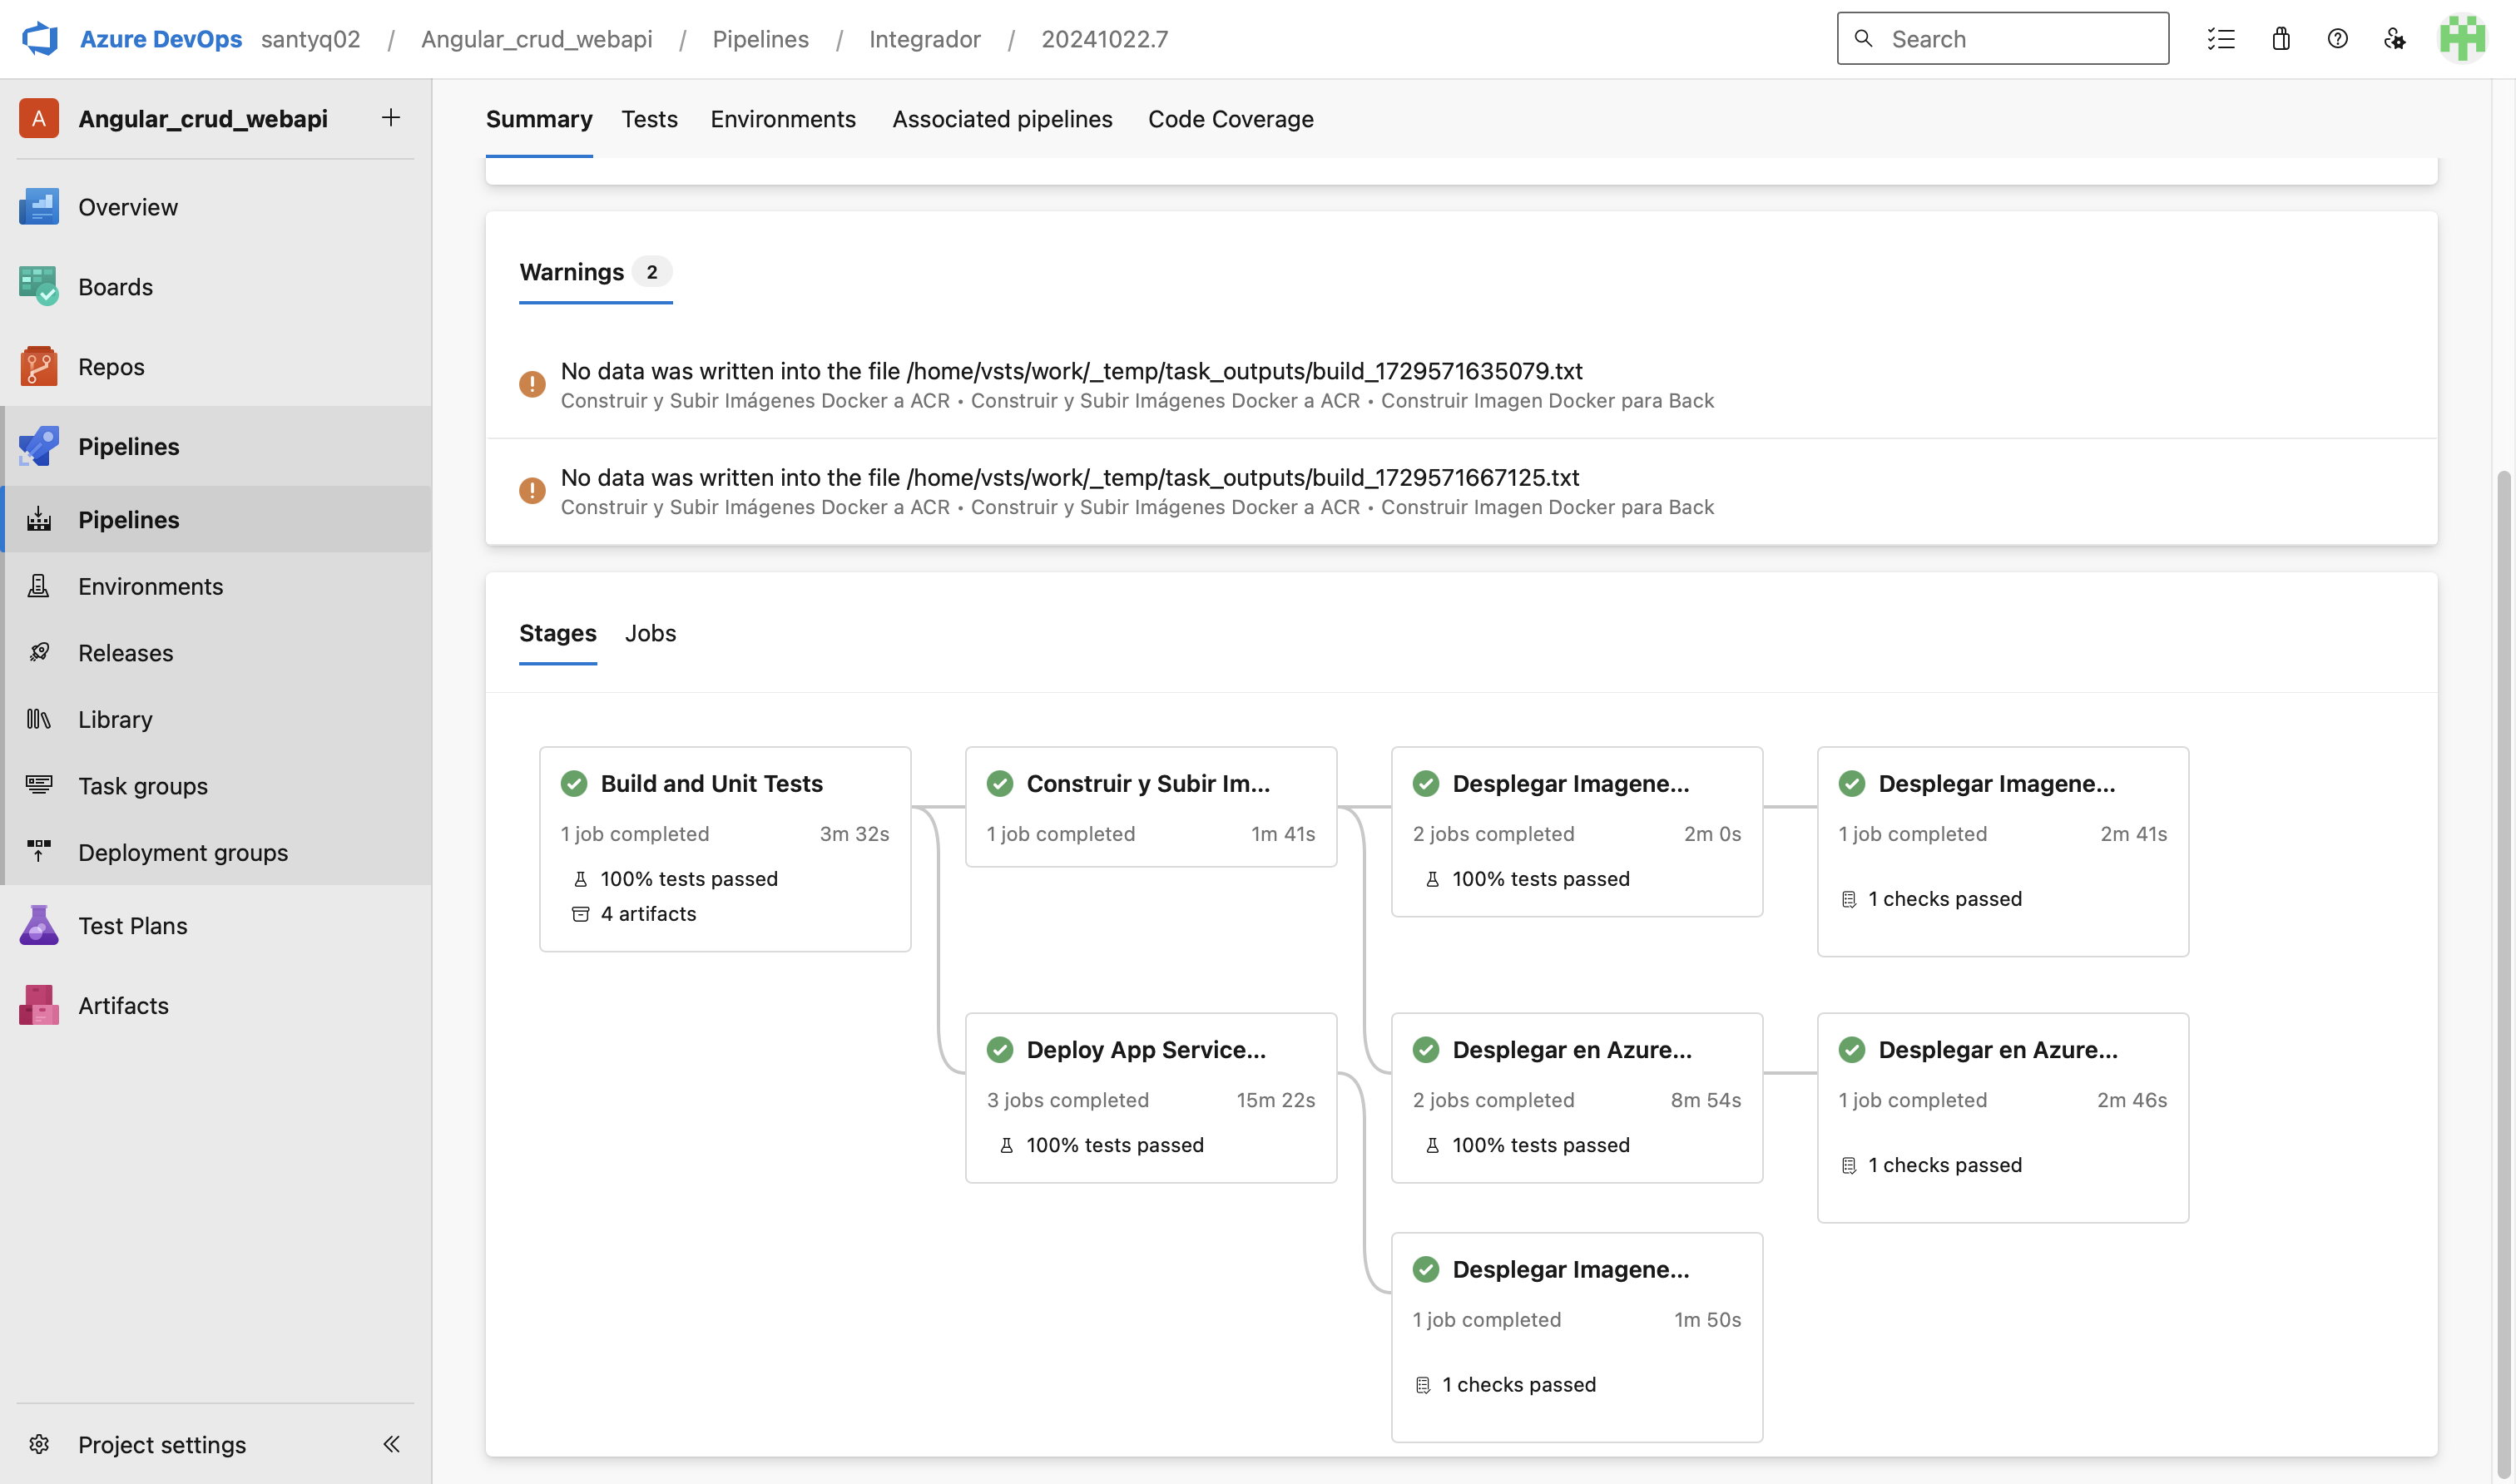 Azure DevOps santyq02 / Angular_crud_webapi / Pipelines / Integrador / 20241022.7
Search
A Angular_crud_webapi
Overview
Boards
Repos
Pipelines
Pipelines
Environments
Releases
Library
Task groups
Deployment groups
Test Plans
Artifacts
Project settings
Summary Tests Environments Associated pipelines Code Coverage
Warnings 2
No data was written into the file /home/vsts/work/_temp/task_outputs/build_1729571635079.txt
Construir y Subir Imágenes Docker a ACR • Construir y Subir Imágenes Docker a ACR • Construir Imagen Docker para Back
No data was written into the file /home/vsts/work/_temp/task_outputs/build_1729571667125.txt
Construir y Subir Imágenes Docker a ACR • Construir y Subir Imágenes Docker a ACR • Construir Imagen Docker para Back
Stages Jobs
Build and Unit Tests
1 job completed 3m 32s
100% tests passed
4 artifacts
Construir y Subir Im...
1 job completed 1m 41s
Desplegar Imagene...
2 jobs completed 2m 0s
100% tests passed
Desplegar Imagene...
1 job completed 2m 41s
1 checks passed
Deploy App Service...
3 jobs completed 15m 22s
100% tests passed
Desplegar en Azure...
2 jobs completed 8m 54s
100% tests passed
Desplegar en Azure...
1 job completed 2m 46s
1 checks passed
Desplegar Imagene...
1 job completed 1m 50s
1 checks passed